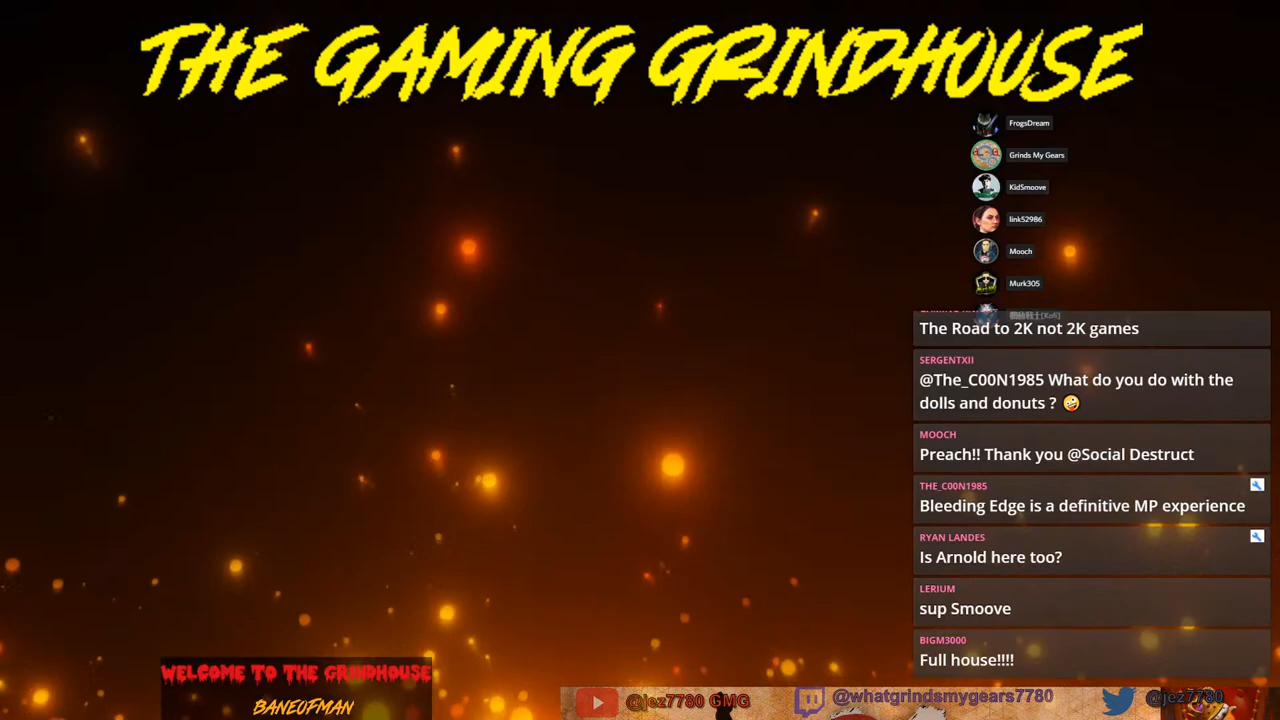 THE GAMING GRINDHOUSE
FrogsDream
Grinds My Gears
KidSmoove
link52986
Mooch
Murk305
The Road to 2K not 2K games
SERGENTXII
@The_C00N1985 What do you do with the
dolls and donuts ? 🤪
MOOCH
Preach!! Thank you @Social Destruct
THE_C00N1985
Bleeding Edge is a definitive MP experience
RYAN LANDES
Is Arnold here too?
LERIUM
sup Smoove
BIGM3000
Full house!!!!
WELCOME TO THE GRINDHOUSE
BANEOFMAN
@jez7780 GMG
@whatgrindsmygears7780
@jez7780